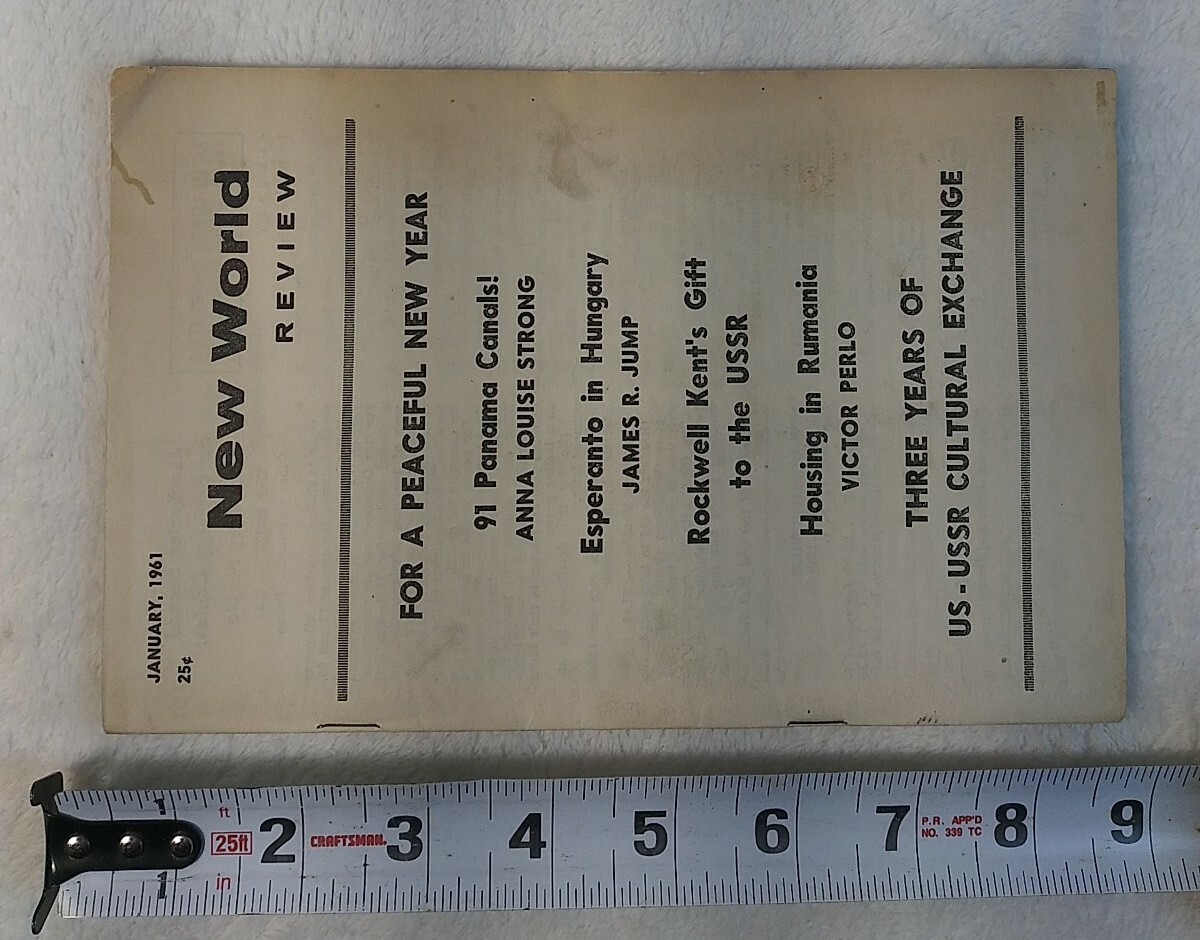 JANUARY, 1961
25¢
New World
REVIEW
FOR A PEACEFUL NEW YEAR
91 Panama Canals!
ANNA LOUISE STRONG
Esperanto in Hungary
JAMES R. JUMP
Rockwell Kent's Gift
to the USSR
Housing in Rumania
VICTOR PERLO
THREE YEARS OF
US - USSR CULTURAL EXCHANGE
ft
25ft
in
1
2
CRAFTSMAN.
3
4
5
6
7
P.R. APP'D
NO. 339 TC
8
9